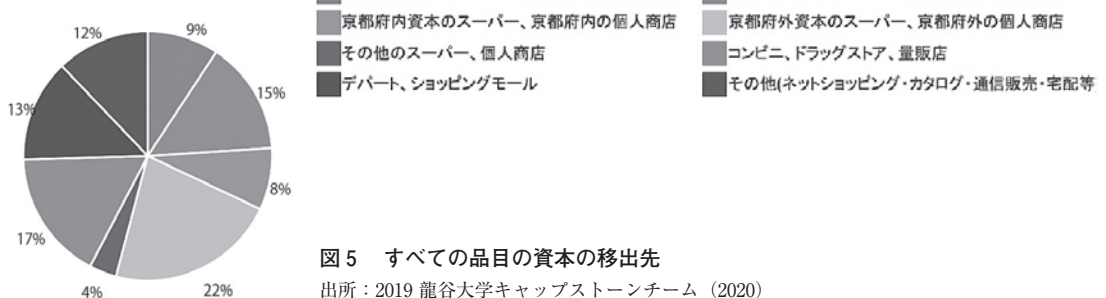 12%
9%
15%
13%
8%
17%
4%
22%
京都府内資本のスーパー、京都府内の個人商店
京都府外資本のスーパー、京都府外の個人商店
その他のスーパー、個人商店
コンビニ、ドラッグストア、量販店
デパート、ショッピングモール
その他(ネットショッピング・カタログ・通信販売・宅配等
図5 すべての品目の資本の移出先
出所：2019 龍谷大学キャップストーンチーム（2020）